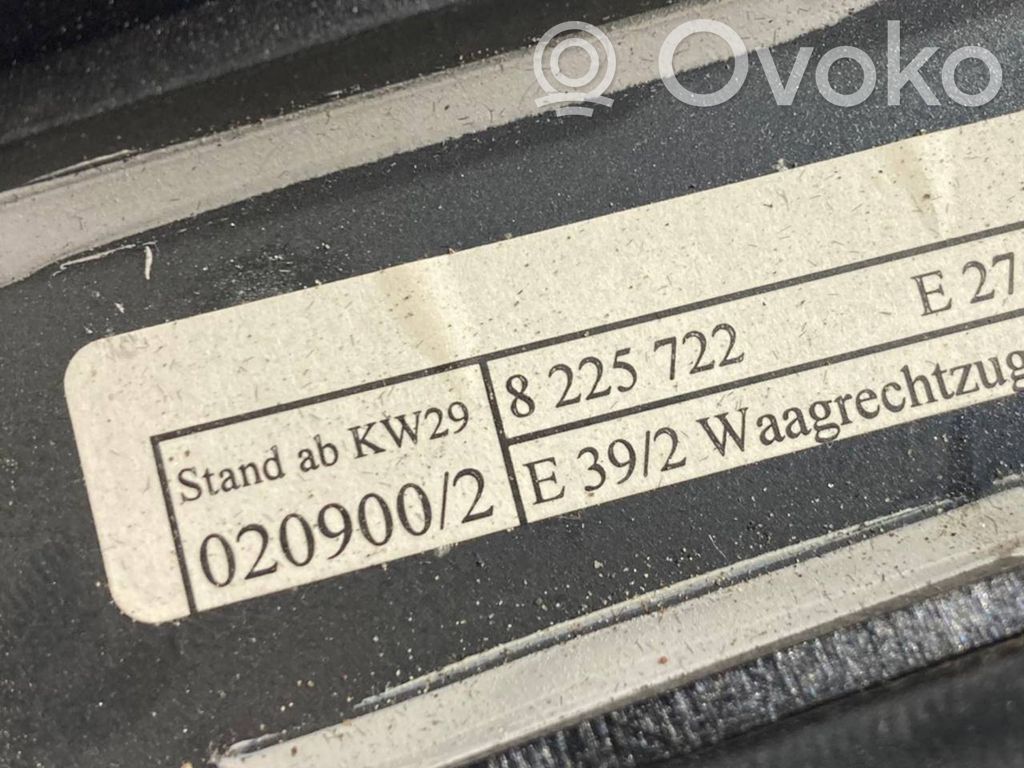 Ovoko
8 225 722 E 27
Stand ab KW29
020900/2
E 39/2 Waagrechtzug